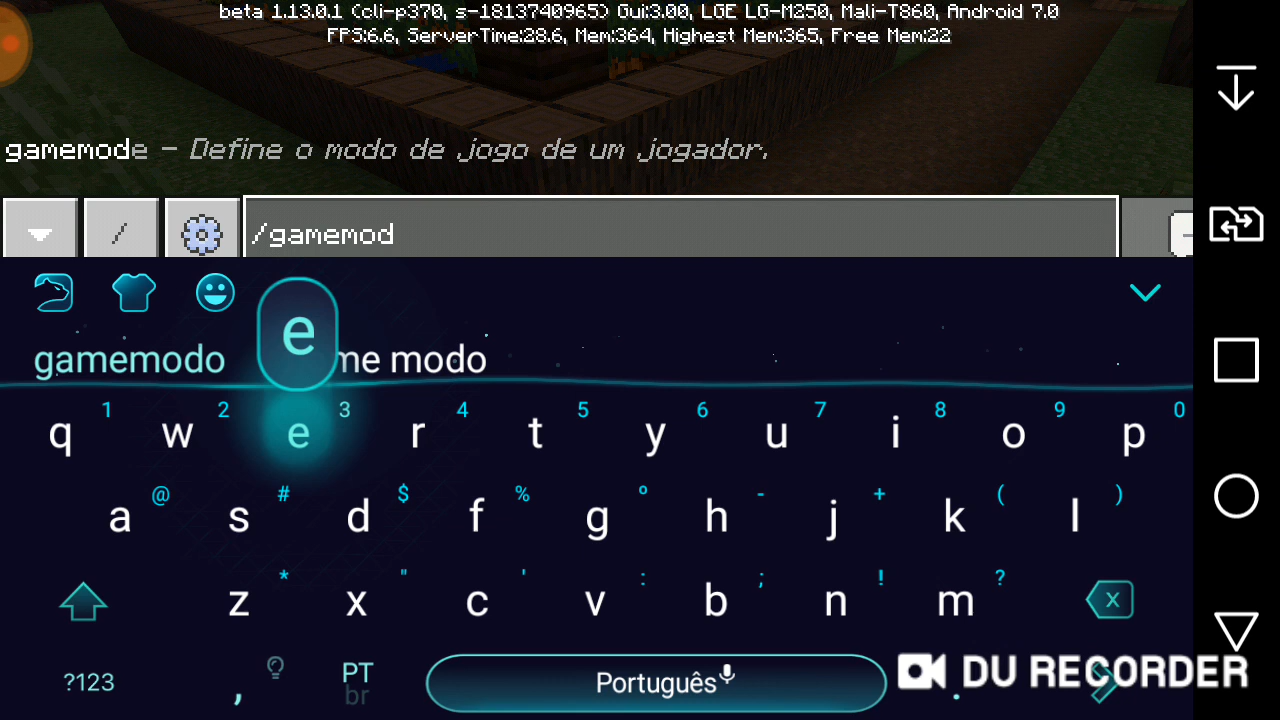 beta 1.13.0.1 (cli-p370, s-1813740965) Gui:3.00, LGE LG-M250, Mali-T860, Android 7.0
FPS:6.6, ServerTime:28.6, Mem:364, Highest Mem:365, Free Mem:22
gamemode - Define o modo de jogo de um jogador.
/ /gamemod
e
gamemodo me modo
1 2 3 4 5 6 7 8 9 0
q w e r t y u i o p
@ # $ % º - + ( )
a s d f g h j k l
* " ' : ; ! ?
z x c v b n m x
?123 , PT Português .
br
DU RECORDER